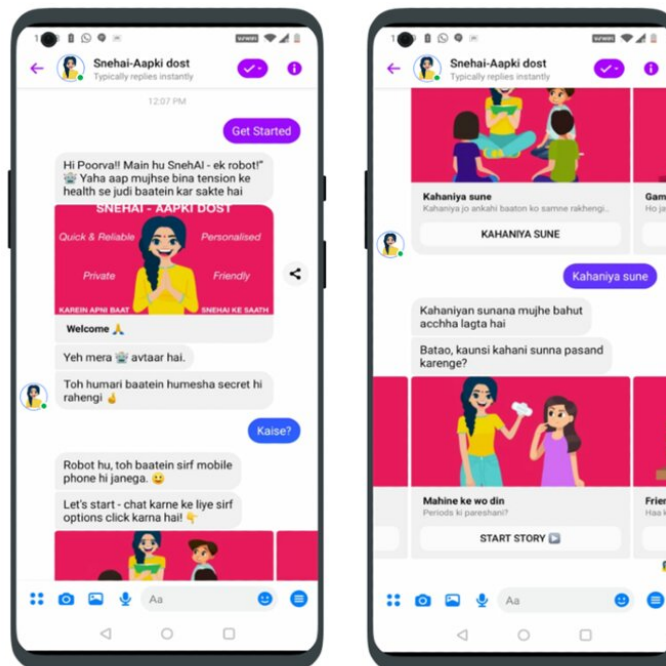 Snehai-Aapki dost
Typically replies instantly
12:07 PM
Get Started
Hi Poorva!! Main hu SnehAI - ek robot!"
Yaha aap mujhse bina tension ke
health se judi baatein kar sakte hai
SNEHAI - AAPKI DOST
Quick & Reliable
Personalised
Private
Friendly
KAREIN APNI BAAT
SNEHAI KE SAATH
Welcome 🙏
Yeh mera 🤖 avtaar hai.
Toh humari baatein humesha secret hi
rahengi
Kaise?
Robot hu, toh baatein sirf mobile
phone hi janega. 😀
Let's start - chat karne ke liye sirf
options click karna hai! 👇
Aa
Snehai-Aapki dost
Typically replies instantly
Kahaniya sune
Kahaniya jo ankahi baaton ko samne rakhengi...
KAHANIYA SUNE
Gam
Ho ja
Kahaniya sune
Kahaniyan sunana mujhe bahut
acchha lagta hai
Batao, kaunsi kahani sunna pasand
karenge?
Mahine ke wo din
Periods ki pareshani?
START STORY ▶
Frien
Haa k
Aa